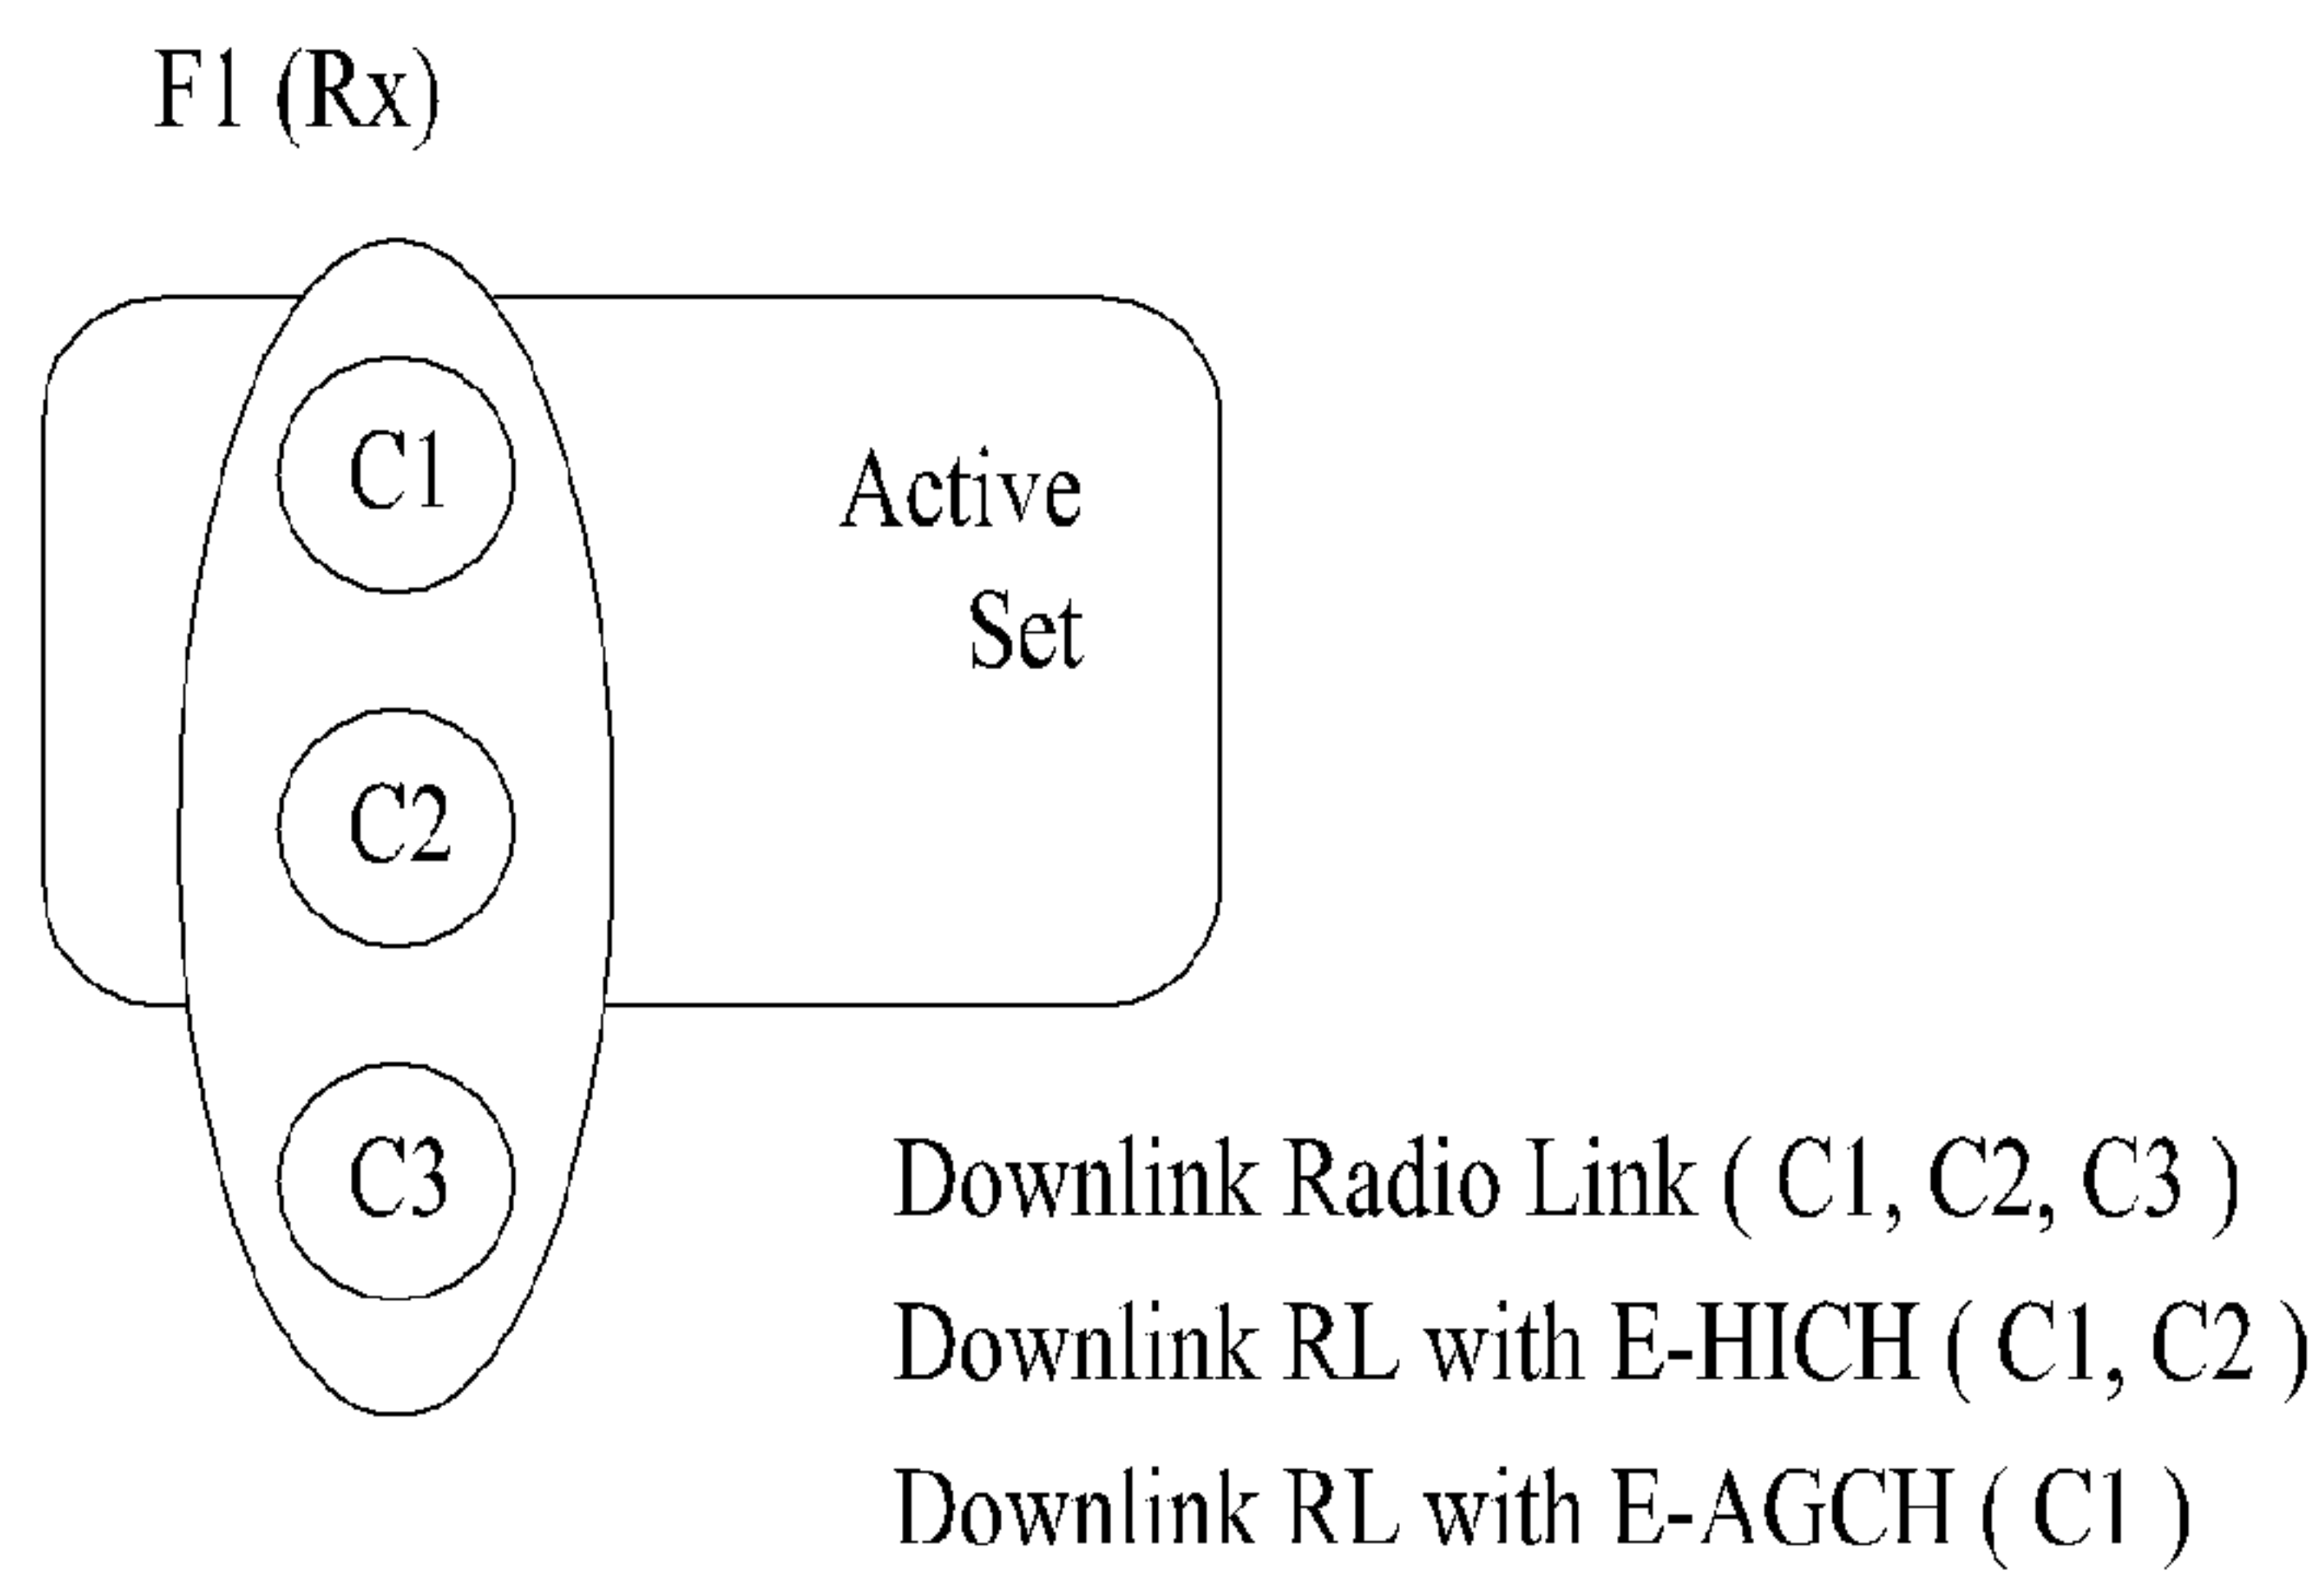 F1 (Rx)
C1
Active
Set
C2
C3
Downlink Radio Link ( C1, C2, C3 )
Downlink RL with E-HICH ( C1, C2 )
Downlink RL with E-AGCH ( C1 )